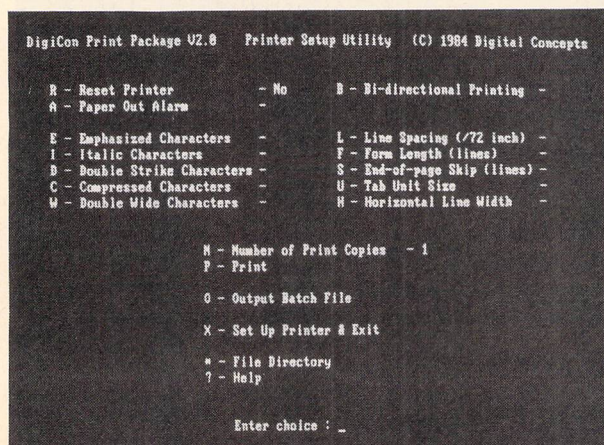 DigiCon Print Package V2.0 Printer Setup Utility (C) 1984 Digital Concepts
R - Reset Printer - No B - Bi-directional Printing -
A - Paper Out Alarm -
E - Emphasized Characters - L - Line Spacing (/72 inch) -
I - Italic Characters - F - Form Length (lines) -
D - Double Strike Characters - S - End-of-page Skip (lines) -
C - Compressed Characters - U - Tab Unit Size -
W - Double Wide Characters - H - Horizontal Line Width -
N - Number of Print Copies - 1
P - Print
O - Output Batch File
X - Set Up Printer & Exit
* - File Directory
? - Help
Enter choice : _